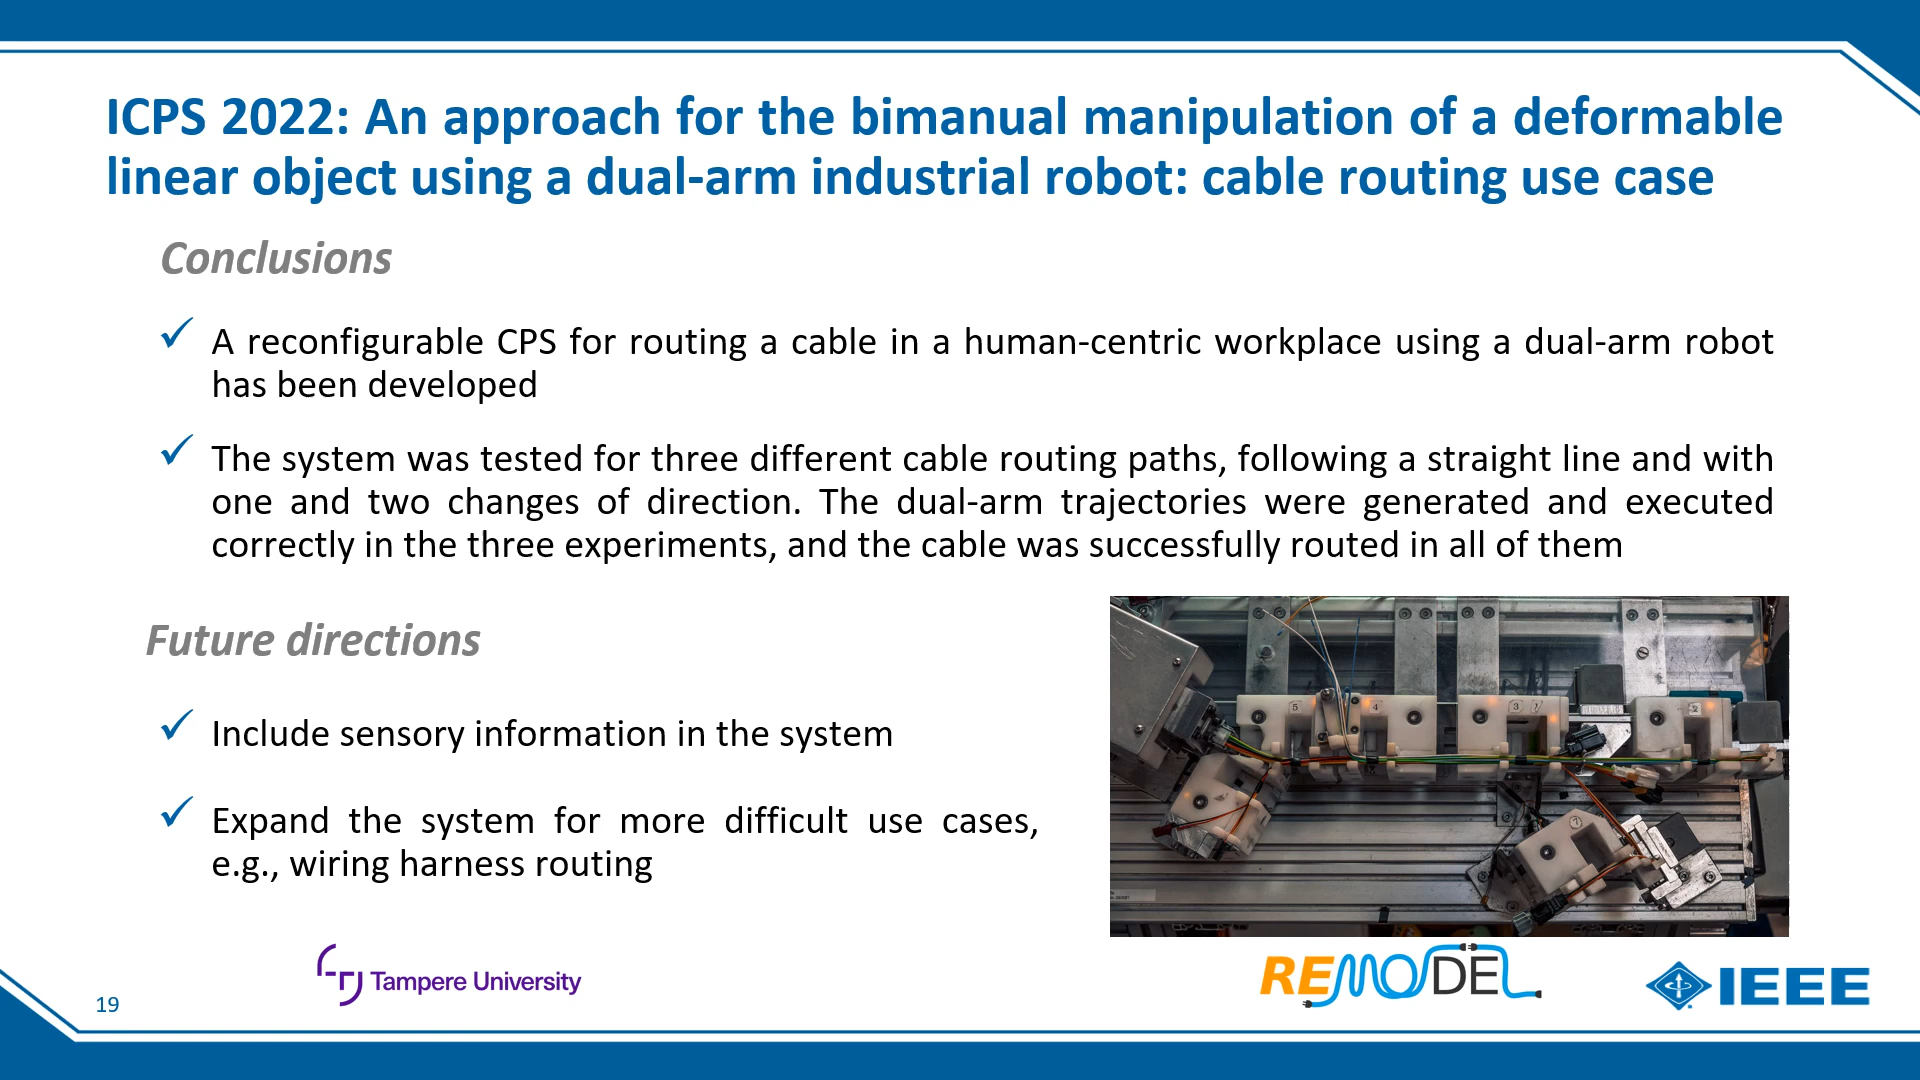 ICPS 2022: An approach for the bimanual manipulation of a deformable
linear object using a dual-arm industrial robot: cable routing use case
Conclusions
A reconfigurable CPS for routing a cable in a human-centric workplace using a dual-arm robot
has been developed
The system was tested for three different cable routing paths, following a straight line and with
one and two changes of direction. The dual-arm trajectories were generated and executed
correctly in the three experiments, and the cable was successfully routed in all of them
Future directions
Include sensory information in the system
Expand the system for more difficult use cases,
e.g., wiring harness routing
5
4
3
2
7
Tampere University
REMODEL
IEEE
19